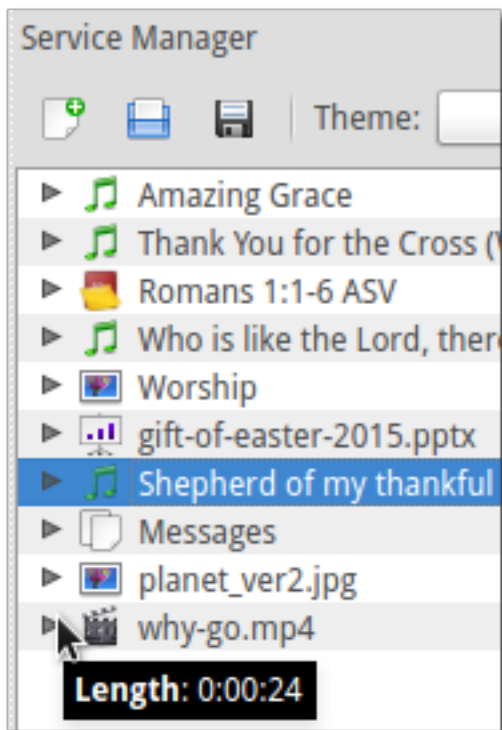 Service Manager
Theme:
Amazing Grace
Thank You for the Cross (
Romans 1:1-6 ASV
Who is like the Lord, ther
Worship
gift-of-easter-2015.pptx
Shepherd of my thankful
Messages
planet_ver2.jpg
why-go.mp4
Length: 0:00:24